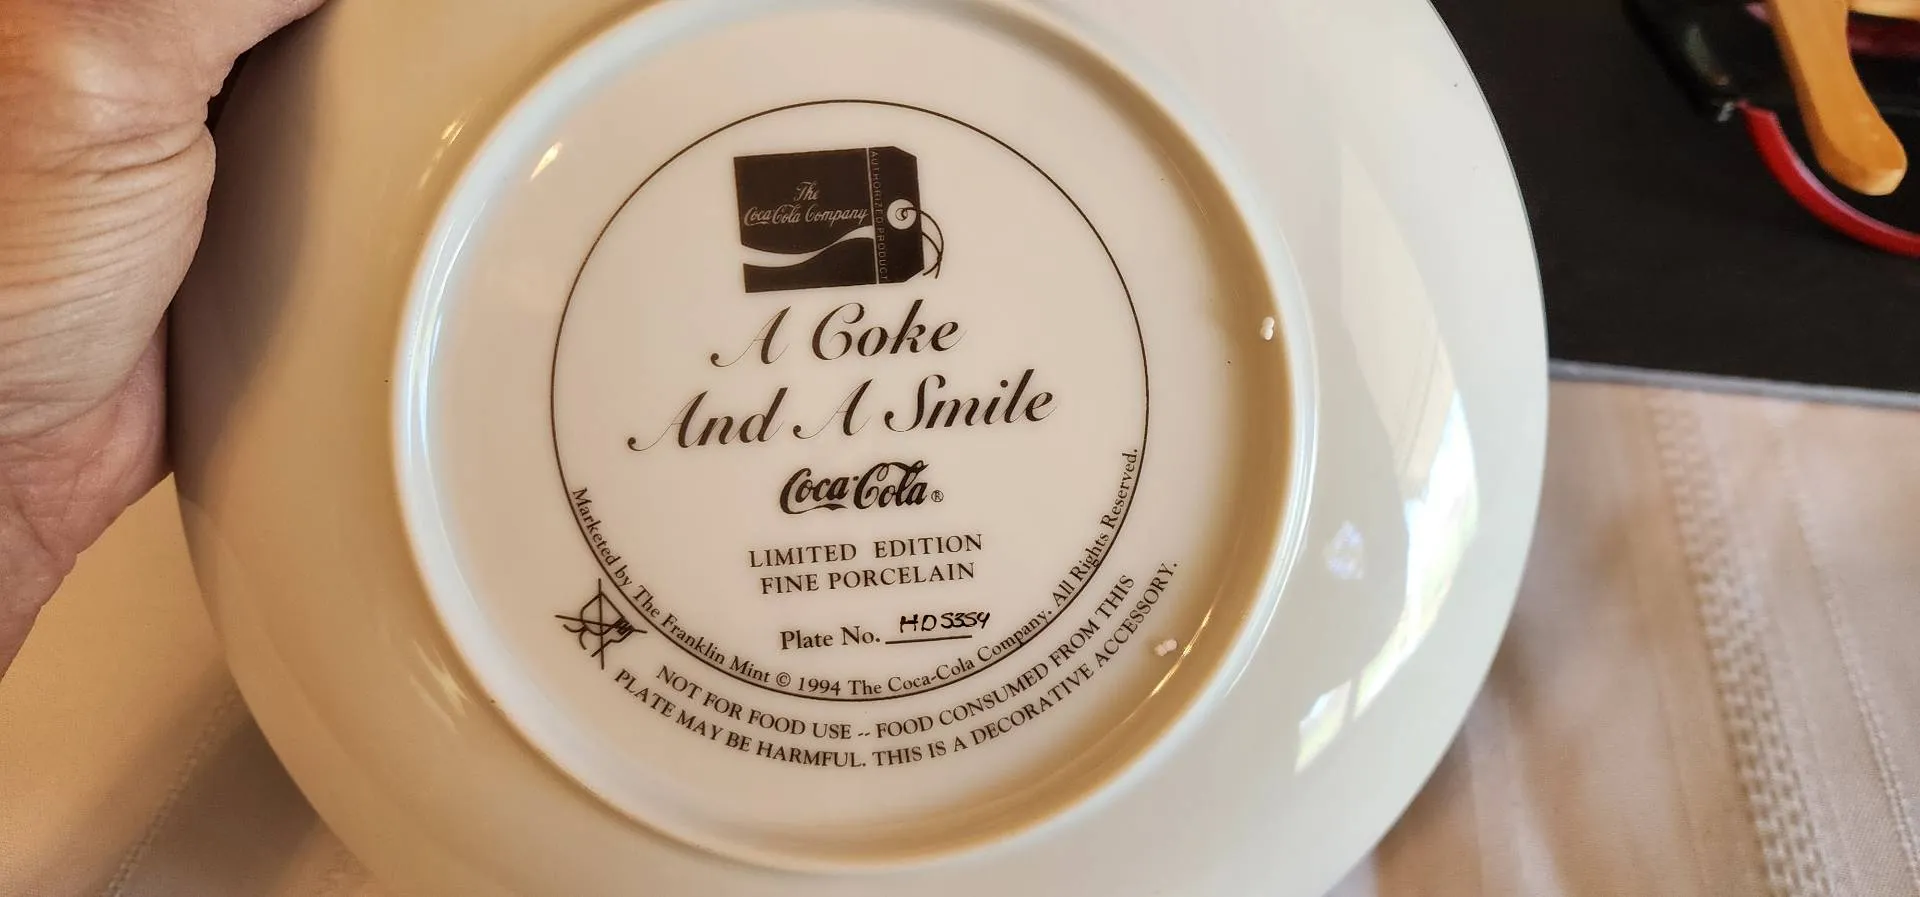 The
Coca-Cola Company
AUTHORIZED PRODUCT
A Coke
And A Smile
Coca-Cola®
LIMITED EDITION
FINE PORCELAIN
Plate No. HD5354
Marketed by The Franklin Mint © 1994 The Coca-Cola Company. All Rights Reserved.
NOT FOR FOOD USE -- FOOD CONSUMED FROM THIS
PLATE MAY BE HARMFUL. THIS IS A DECORATIVE ACCESSORY.